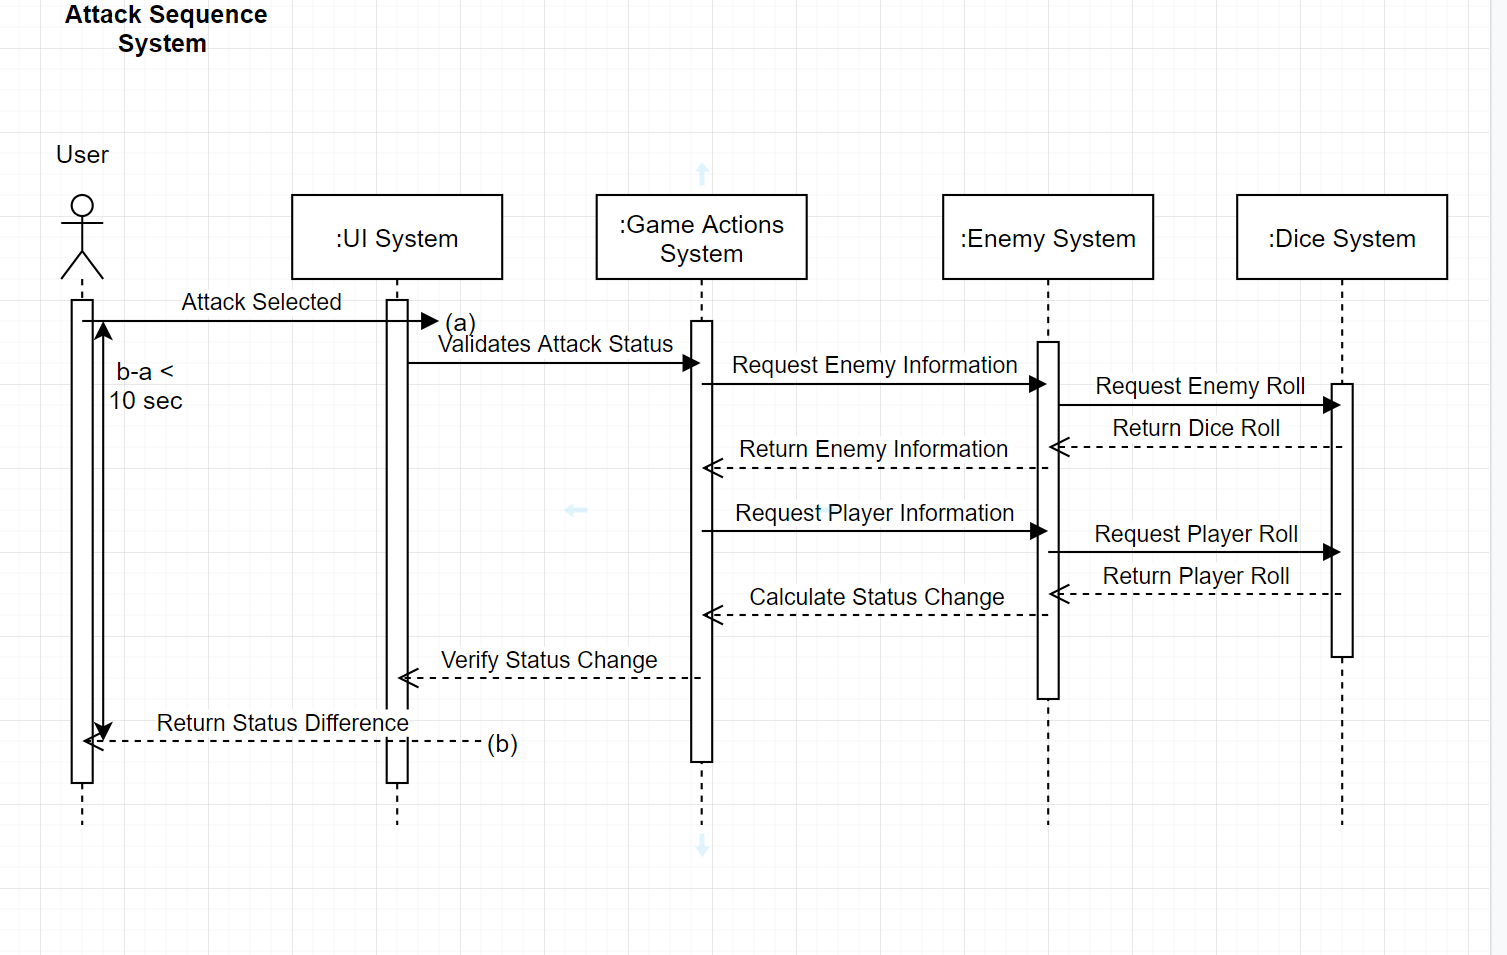 Attack Sequence
System
User
:UI System
:Game Actions
System
:Enemy System
:Dice System
Attack Selected
(a)
Validates Attack Status
Request Enemy Information
b-a <
10 sec
Request Enemy Roll
Return Dice Roll
Return Enemy Information
Request Player Information
Request Player Roll
Return Player Roll
Calculate Status Change
Verify Status Change
Return Status Difference
(b)